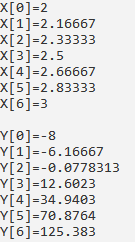 X[0]=2
X[1]=2.16667
X[2]=2.33333
X[3]=2.5
X[4]=2.66667
X[5]=2.83333
X[6]=3
Y[0]=-8
Y[1]=-6.16667
Y[2]=-0.0778313
Y[3]=12.6023
Y[4]=34.9403
Y[5]=70.8764
Y[6]=125.383